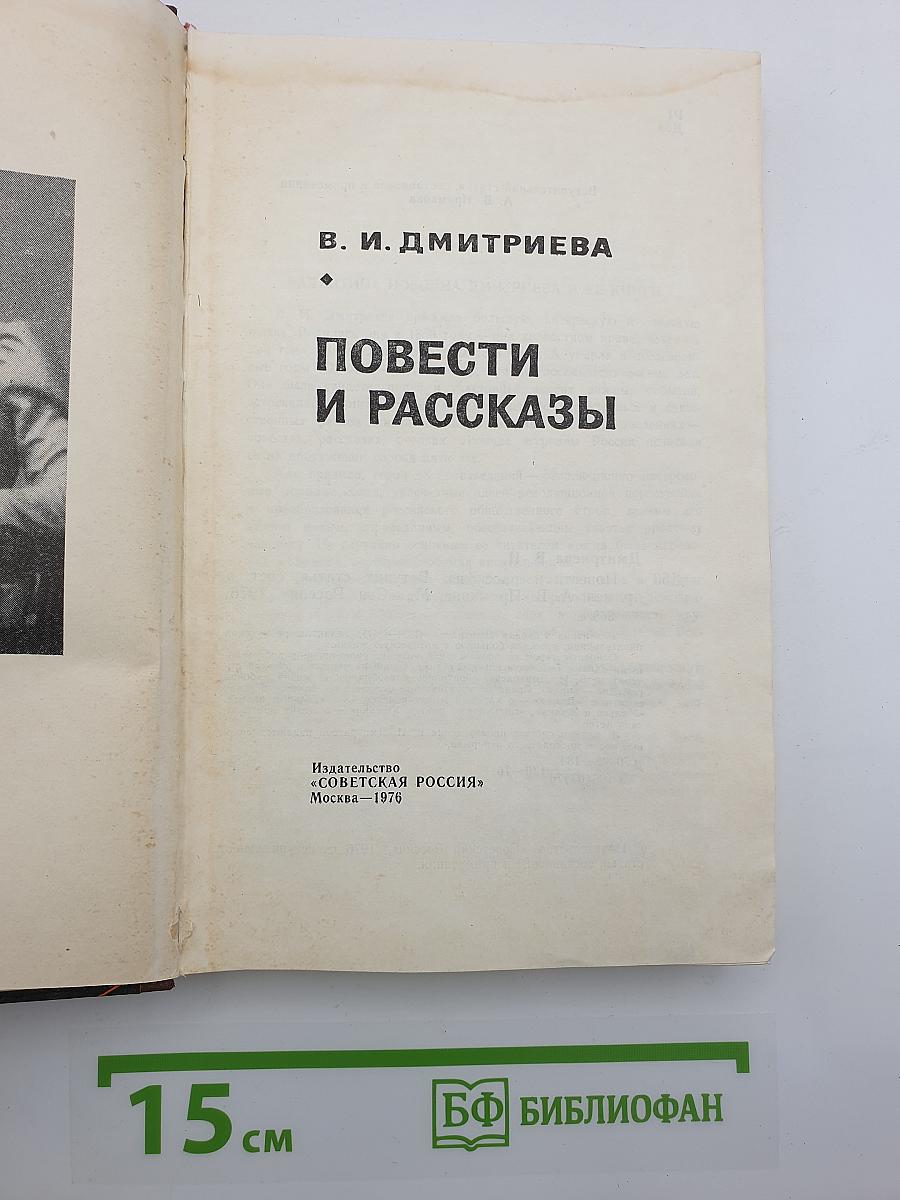 В. И. ДМИТРИЕВА
ПОВЕСТИ
И РАССКАЗЫ
Издательство
«СОВЕТСКАЯ РОССИЯ»
Москва—1976
15 см
БФ БИБЛИОФАН